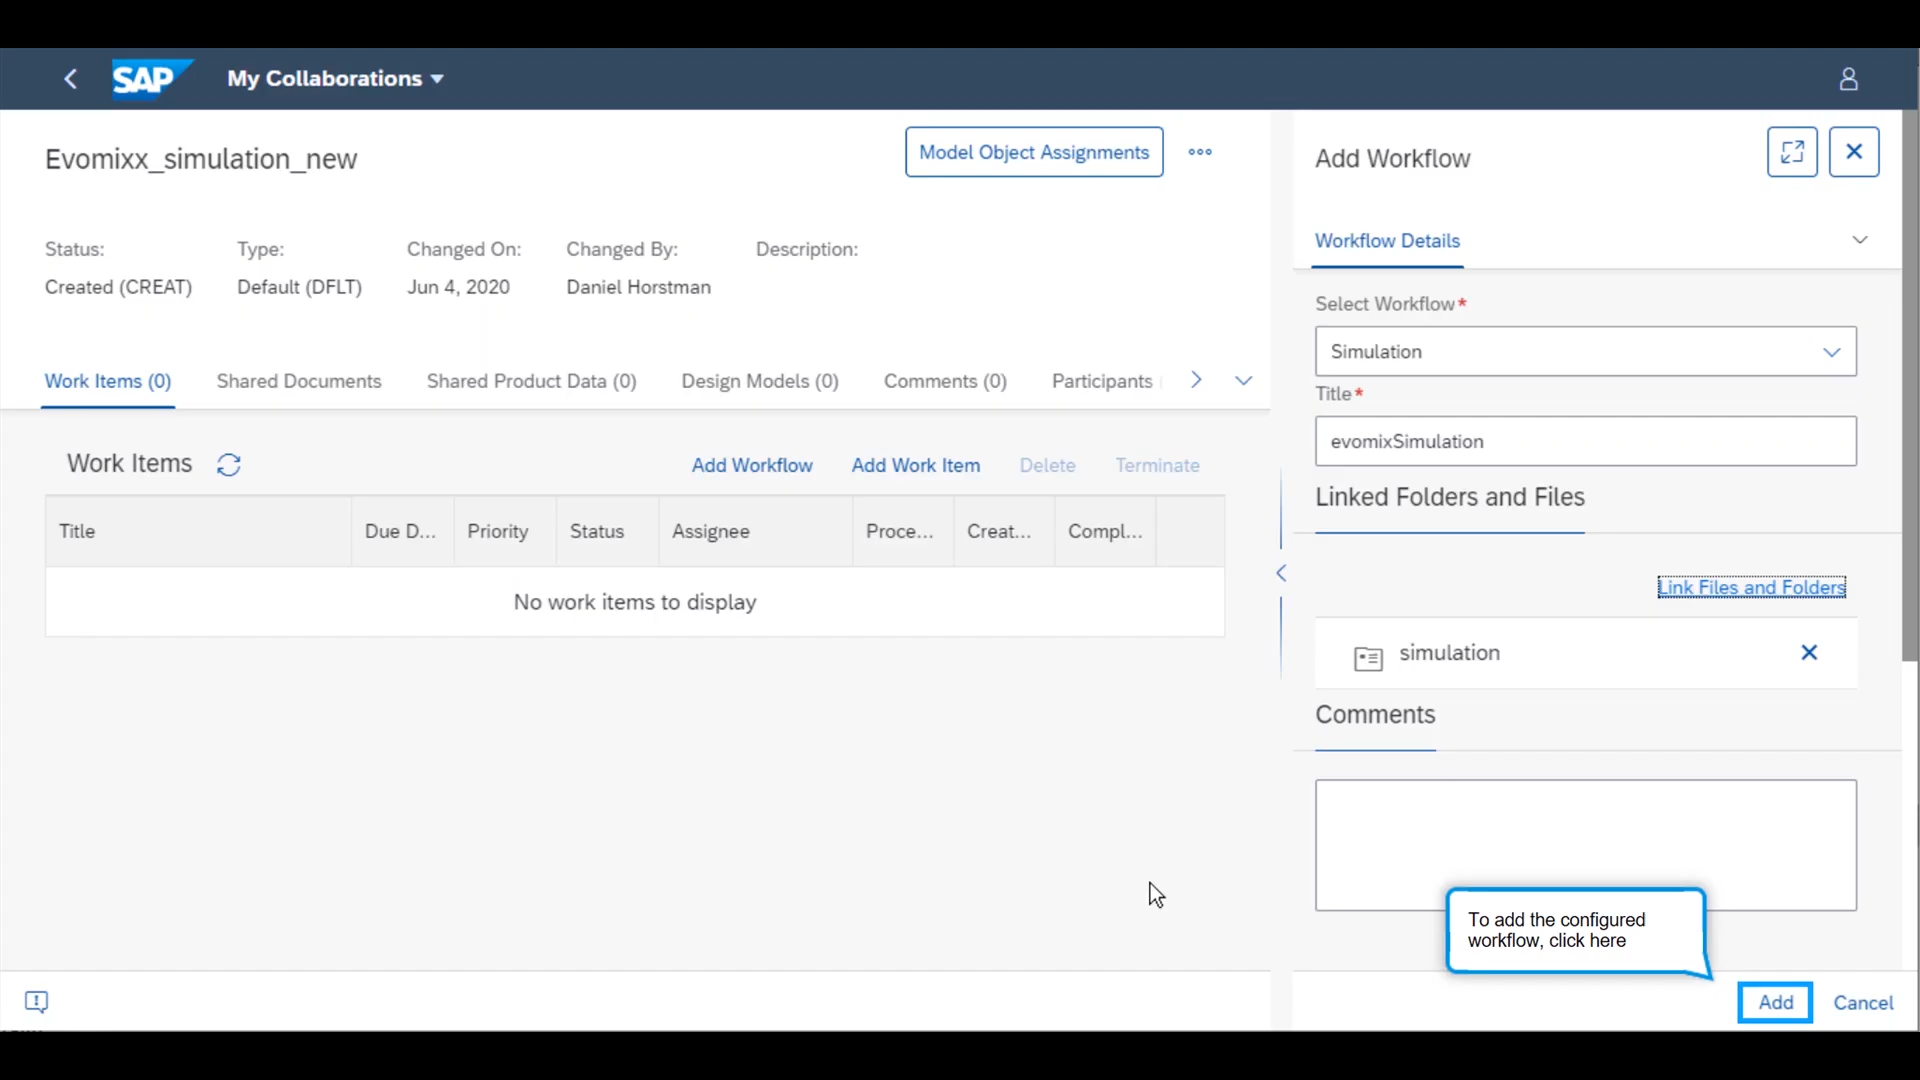 SAP My Collaborations
Evomixx_simulation_new
Model Object Assignments
Status: Type: Changed On: Changed By: Description:
Created (CREAT) Default (DFLT) Jun 4, 2020 Daniel Horstman
Work Items (0) Shared Documents Shared Product Data (0) Design Models (0) Comments (0) Participants
Work Items Add Workflow Add Work Item Delete Terminate
Title Due D... Priority Status Assignee Proce... Creat... Compl...
No work items to display
Add Workflow
Workflow Details
Select Workflow*
Simulation
Title*
evomixSimulation
Linked Folders and Files
Link Files and Folders
simulation
Comments
To add the configured
workflow, click here
Add Cancel